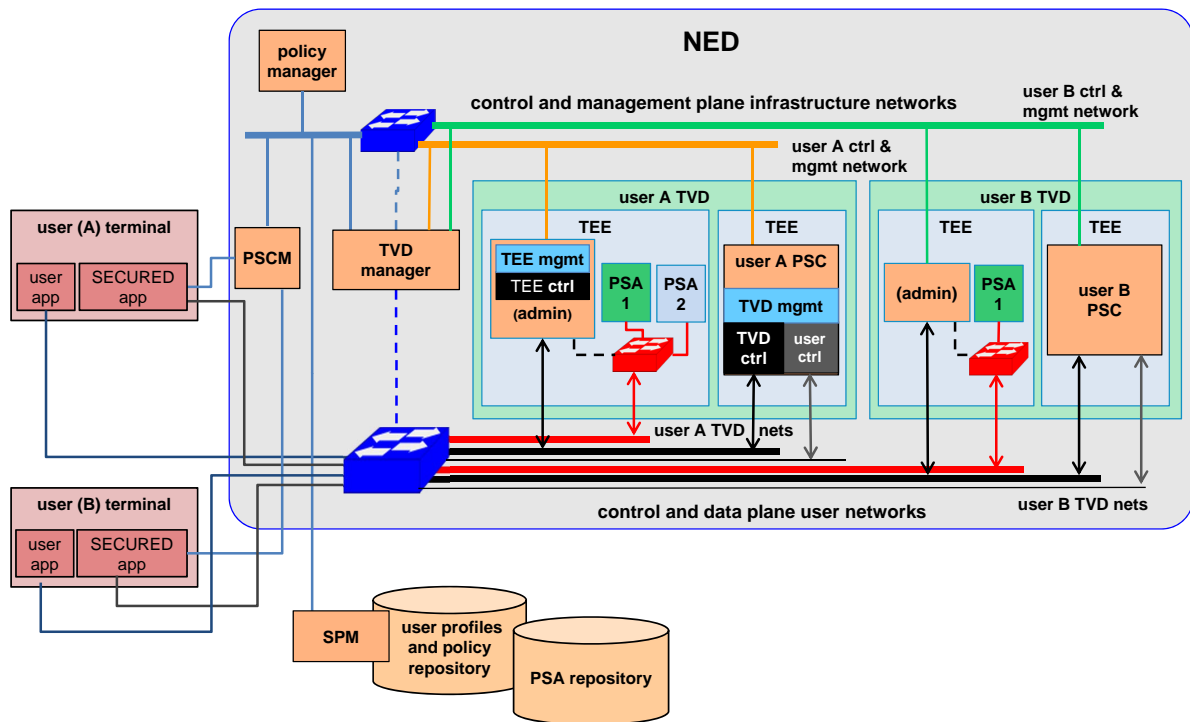 NED
policy
manager
control and management plane infrastructure networks
user B ctrl &
mgmt network
user A ctrl &
mgmt network
user A TVD
user B TVD
user (A) terminal
user
app
SECURED
app
PSCM
TVD
manager
TEE
TEE mgmt
TEE ctrl
(admin)
PSA
1
PSA
2
TEE
user A PSC
TVD mgmt
TVD
ctrl
user
ctrl
TEE
(admin)
PSA
1
TEE
user B
PSC
user A TVD nets
user B TVD nets
control and data plane user networks
user (B) terminal
user
app
SECURED
app
SPM
user profiles
and policy
repository
PSA repository